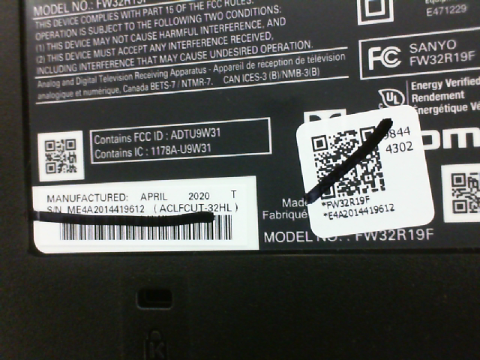 MODEL NO.: FW32R19F
THIS DEVICE COMPLIES WITH PART 15 OF THE FCC RULES.
OPERATION IS SUBJECT TO THE FOLLOWING TWO CONDITIONS:
(1) THIS DEVICE MAY NOT CAUSE HARMFUL INTERFERENCE, AND
(2) THIS DEVICE MUST ACCEPT ANY INTERFERENCE RECEIVED,
INCLUDING INTERFERENCE THAT MAY CAUSE UNDESIRED OPERATION.
Analog and Digital Television Receiving Apparatus - Appareil de reception de télévision
analogique et numérique, Canada BETS-7 / NTMR-7. CAN ICES-3 (B)/NMB-3(B)
E471229
FC SANYO
FW32R19F
Energy Verified
Rendement
Énergétique Vé
UL
Contains FCC ID : ADTU9W31
Contains IC : 1178A-U9W31
9844
4302
MANUFACTURED: APRIL 2020 T
S/N ME4A2014419612 (ACLFCUT-32HL)
Made
Fabriqué
*FW32R19F
*E4A2014419612
MODEL NO.: FW32R19F